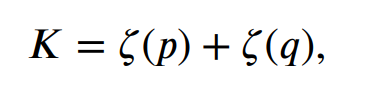 K = ζ(p) + ζ(q),